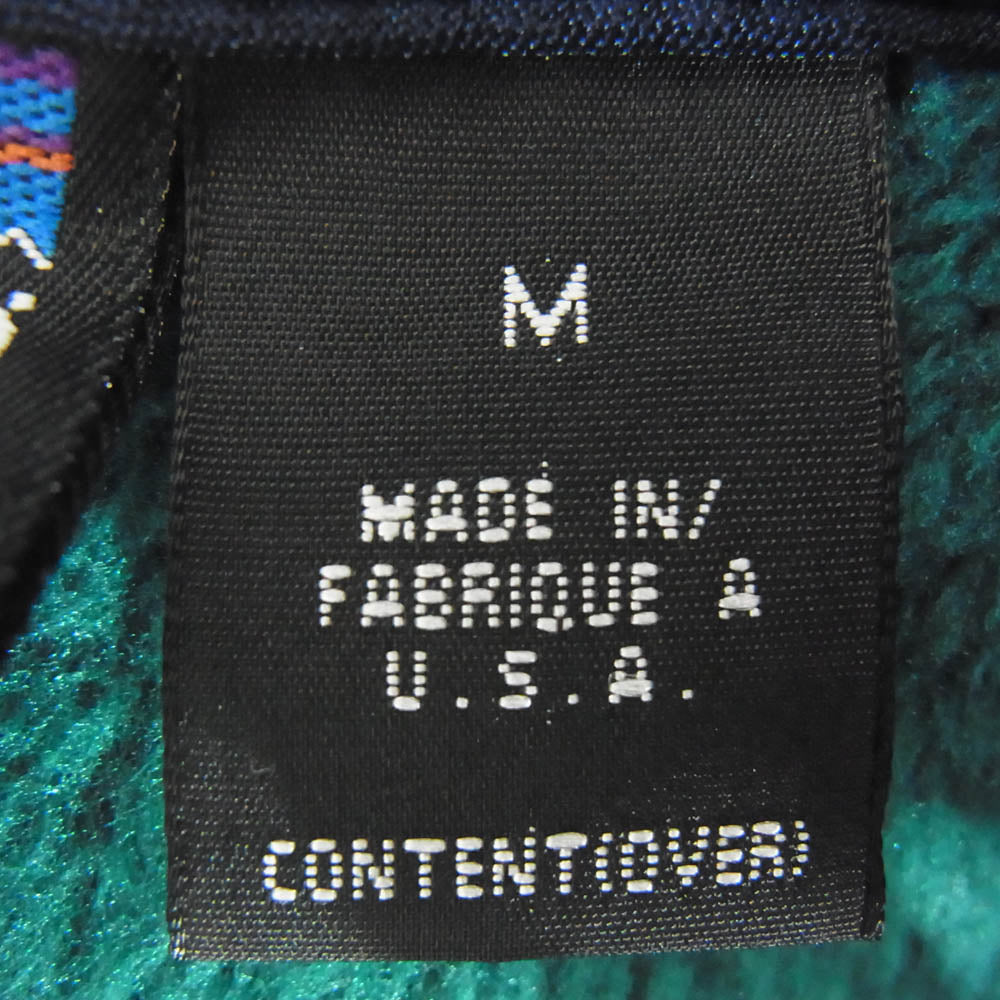 M
MADE IN/
FABRIQUE A
U.S.A.
CONTENT(OVER)